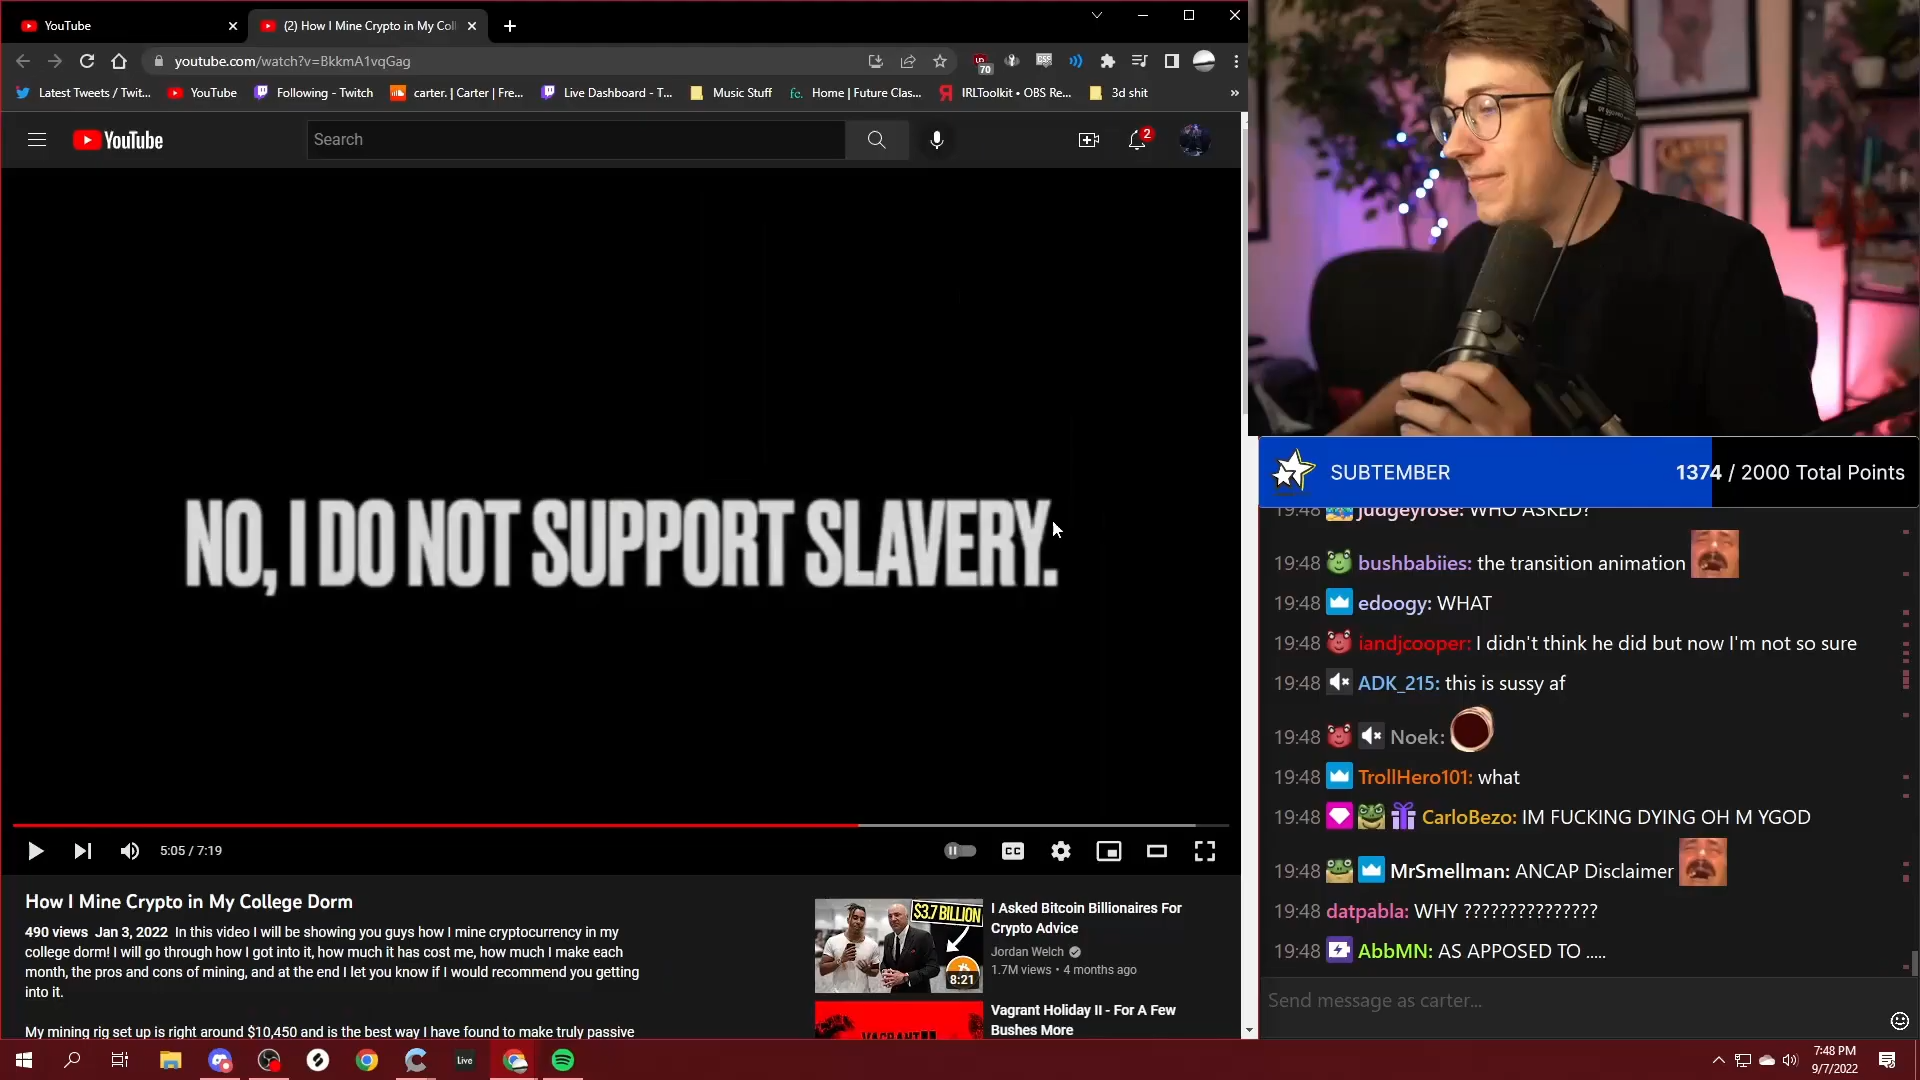 YouTube
(2) How I Mine Crypto in My Col
youtube.com/watch?v=BkkmA1vqGag
70
Latest Tweets / Twit...
YouTube
Following - Twitch
carter. | Carter | Fre...
Live Dashboard - T...
Music Stuff
fc. Home | Future Clas...
IRLToolkit • OBS Re...
3d shit
»
YouTube
Search
2
NO, I DO NOT SUPPORT SLAVERY.
5:05 / 7:19
CC
How I Mine Crypto in My College Dorm
490 views Jan 3, 2022 In this video I will be showing you guys how I mine cryptocurrency in my
college dorm! I will go through how I got into it, how much it has cost me, how much I make each
month, the pros and cons of mining, and at the end I let you know if I would recommend you getting
into it.
My mining rig set up is right around $10,450 and is the best way I have found to make truly passive
$3.7 BILLION
8:21
I Asked Bitcoin Billionaires For
Crypto Advice
Jordan Welch
1.7M views • 4 months ago
Vagrant Holiday II - For A Few
Bushes More
SUBTEMBER
1374 / 2000 Total Points
19:48 judgeyrose: WHO ASKED?
19:48 bushbabiies: the transition animation
19:48 edoogy: WHAT
19:48 iandjcooper: I didn't think he did but now I'm not so sure
19:48 ADK_215: this is sussy af
19:48 Noek:
19:48 TrollHero101: what
19:48 CarloBezo: IM FUCKING DYING OH M YGOD
19:48 MrSmellman: ANCAP Disclaimer
19:48 datpabla: WHY ???????????????
19:48 AbbMN: AS APPOSED TO .....
Send message as carter...
Live
7:48 PM
9/7/2022